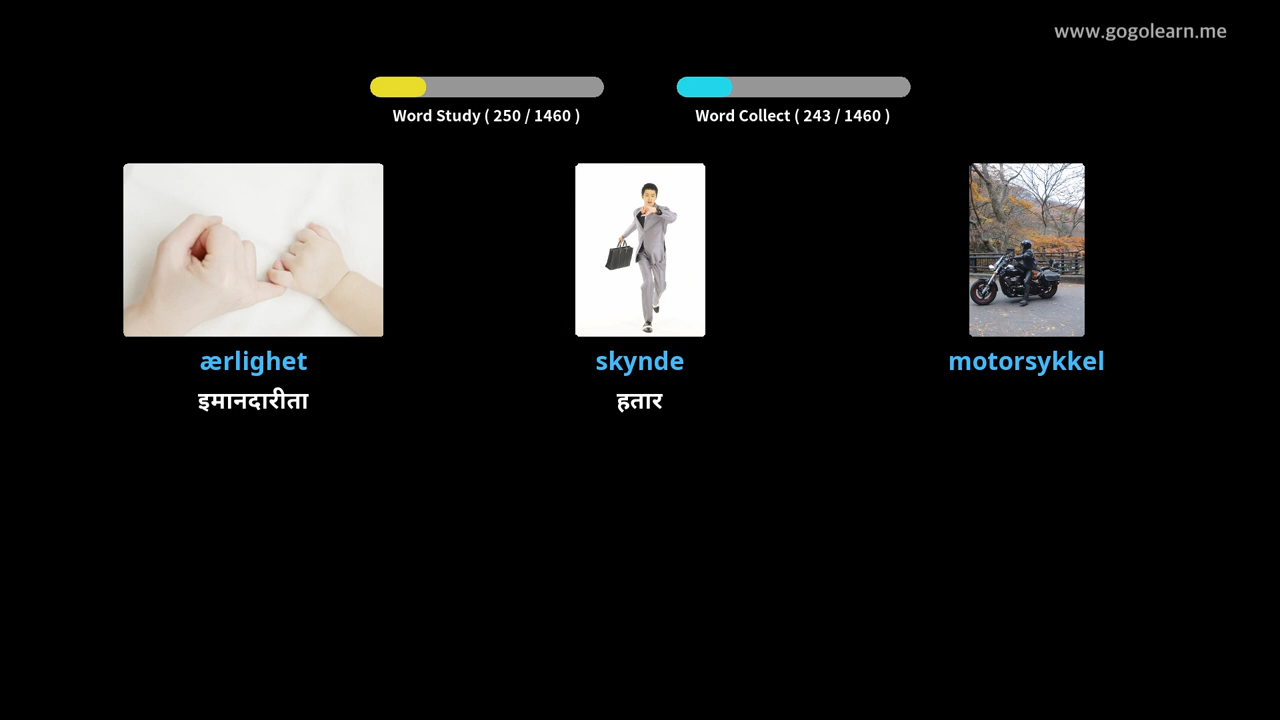 www.gogolearn.me
Word Study ( 250 / 1460 )
Word Collect ( 243 / 1460 )
ærlighet
skynde
motorsykkel
इमानदारीता
हतार